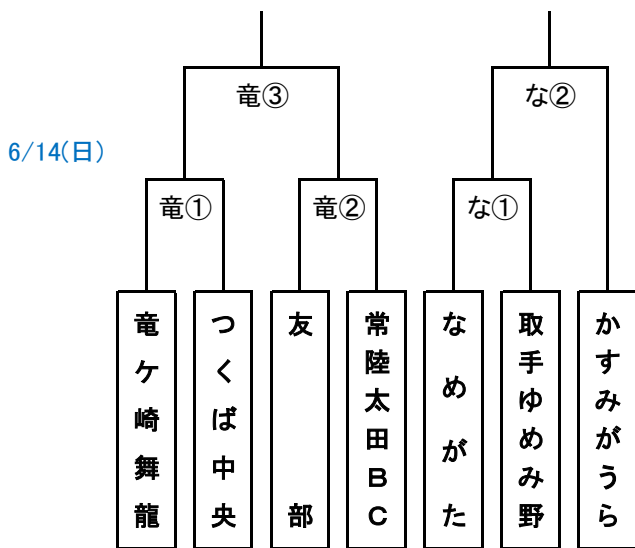 竜③
な②
6/14(日)
竜①
竜②
な①
竜ケ崎舞龍
つくば中央
友部
常陸太田BC
なめがた
取手ゆめみ野
かすみがうら